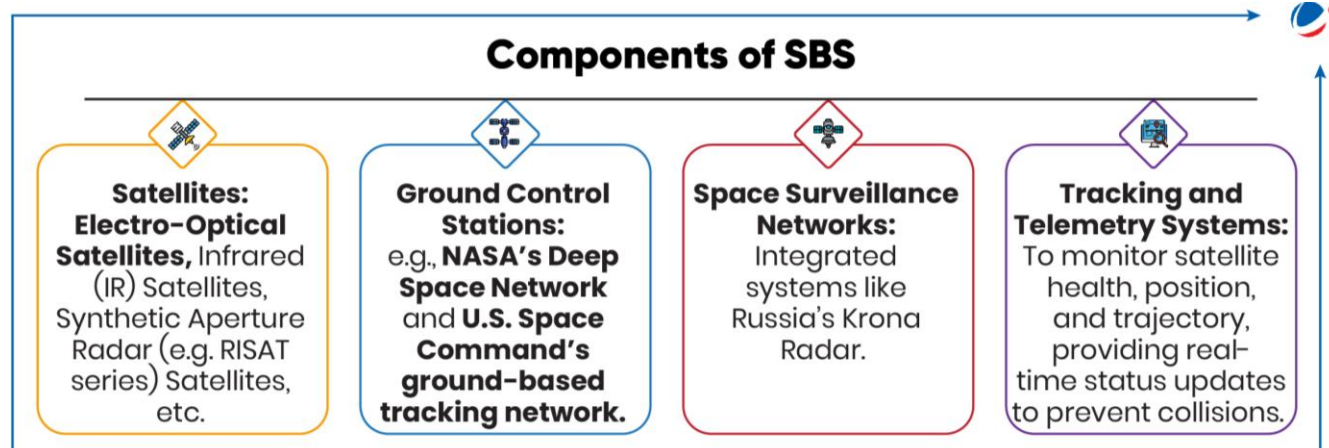 Components of SBS
Satellites:
Electro-Optical
Satellites, Infrared
(IR) Satellites,
Synthetic Aperture
Radar (e.g. RISAT
series) Satellites,
etc.
Ground Control
Stations:
e.g., NASA's Deep
Space Network
and U.S. Space
Command's
ground-based
tracking network.
Space Surveillance
Networks:
Integrated
systems like
Russia's Krona
Radar.
Tracking and
Telemetry Systems:
To monitor satellite
health, position,
and trajectory,
providing real-
time status updates
to prevent collisions.